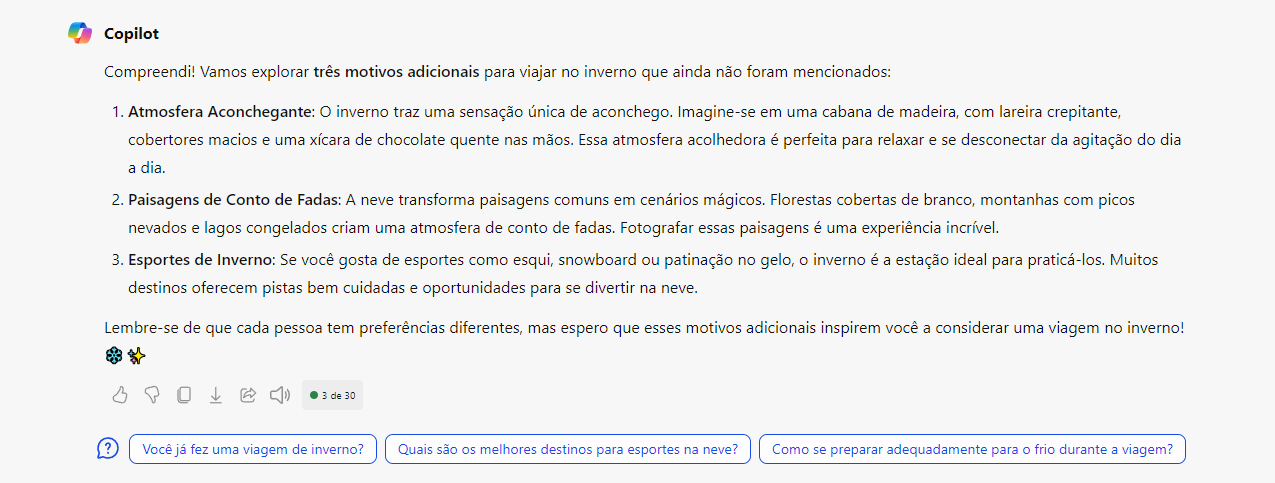 Copilot
Compreendi! Vamos explorar três motivos adicionais para viajar no inverno que ainda não foram mencionados:
1. Atmosfera Aconchegante: O inverno traz uma sensação única de aconchego. Imagine-se em uma cabana de madeira, com lareira crepitante,
cobertores macios e uma xícara de chocolate quente nas mãos. Essa atmosfera acolhedora é perfeita para relaxar e se desconectar da agitação do dia
a dia.
2. Paisagens de Conto de Fadas: A neve transforma paisagens comuns em cenários mágicos. Florestas cobertas de branco, montanhas com picos
nevados e lagos congelados criam uma atmosfera de conto de fadas. Fotografar essas paisagens é uma experiência incrível.
3. Esportes de Inverno: Se você gosta de esportes como esqui, snowboard ou patinação no gelo, o inverno é a estação ideal para praticá-los. Muitos
destinos oferecem pistas bem cuidadas e oportunidades para se divertir na neve.
Lembre-se de que cada pessoa tem preferências diferentes, mas espero que esses motivos adicionais inspirem você a considerar uma viagem no inverno!
❄️✨
3 de 30
Você já fez uma viagem de inverno? Quais são os melhores destinos para esportes na neve? Como se preparar adequadamente para o frio durante a viagem?